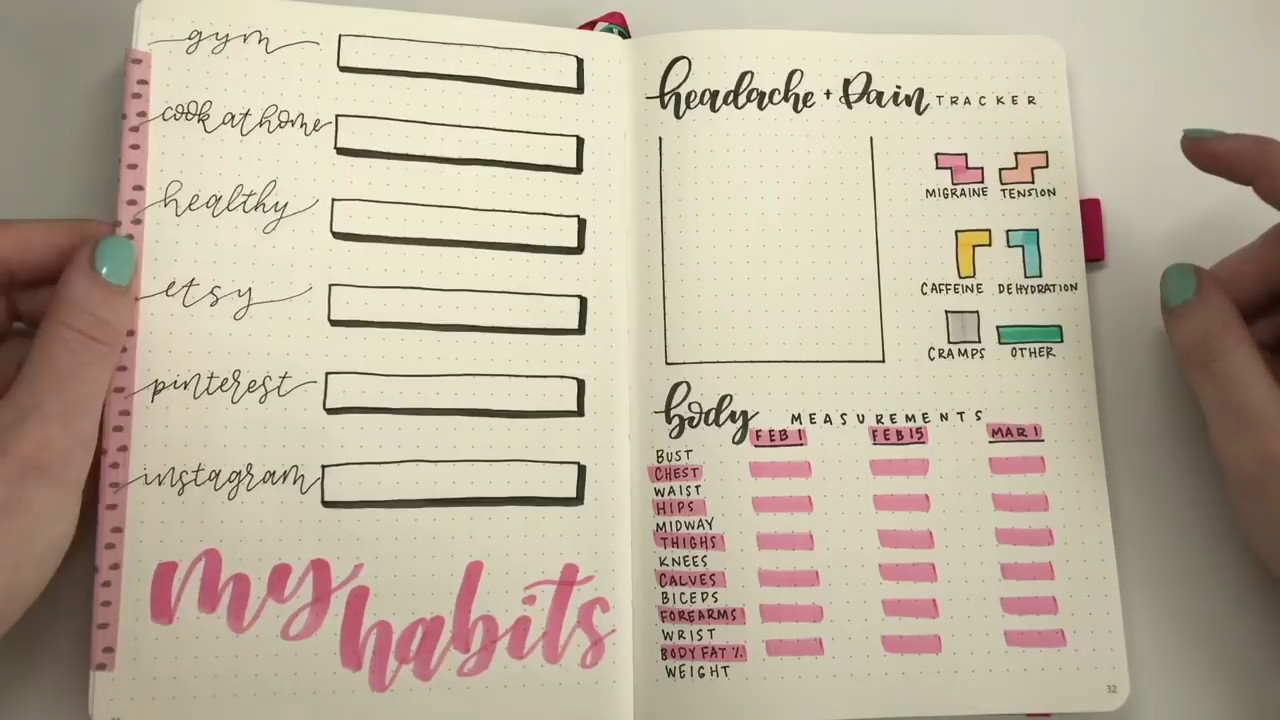 gym
cook at home
healthy
etsy
pinterest
instagram
my habits
headache + Pain TRACKER
MIGRAINE TENSION
CAFFEINE DEHYDRATION
CRAMPS OTHER
body MEASUREMENTS
FEB 1 FEB 15 MAR 1
BUST
CHEST
WAIST
HIPS
MIDWAY
THIGHS
KNEES
CALVES
BICEPS
FOREARMS
WRIST
BODY FAT %
WEIGHT
32